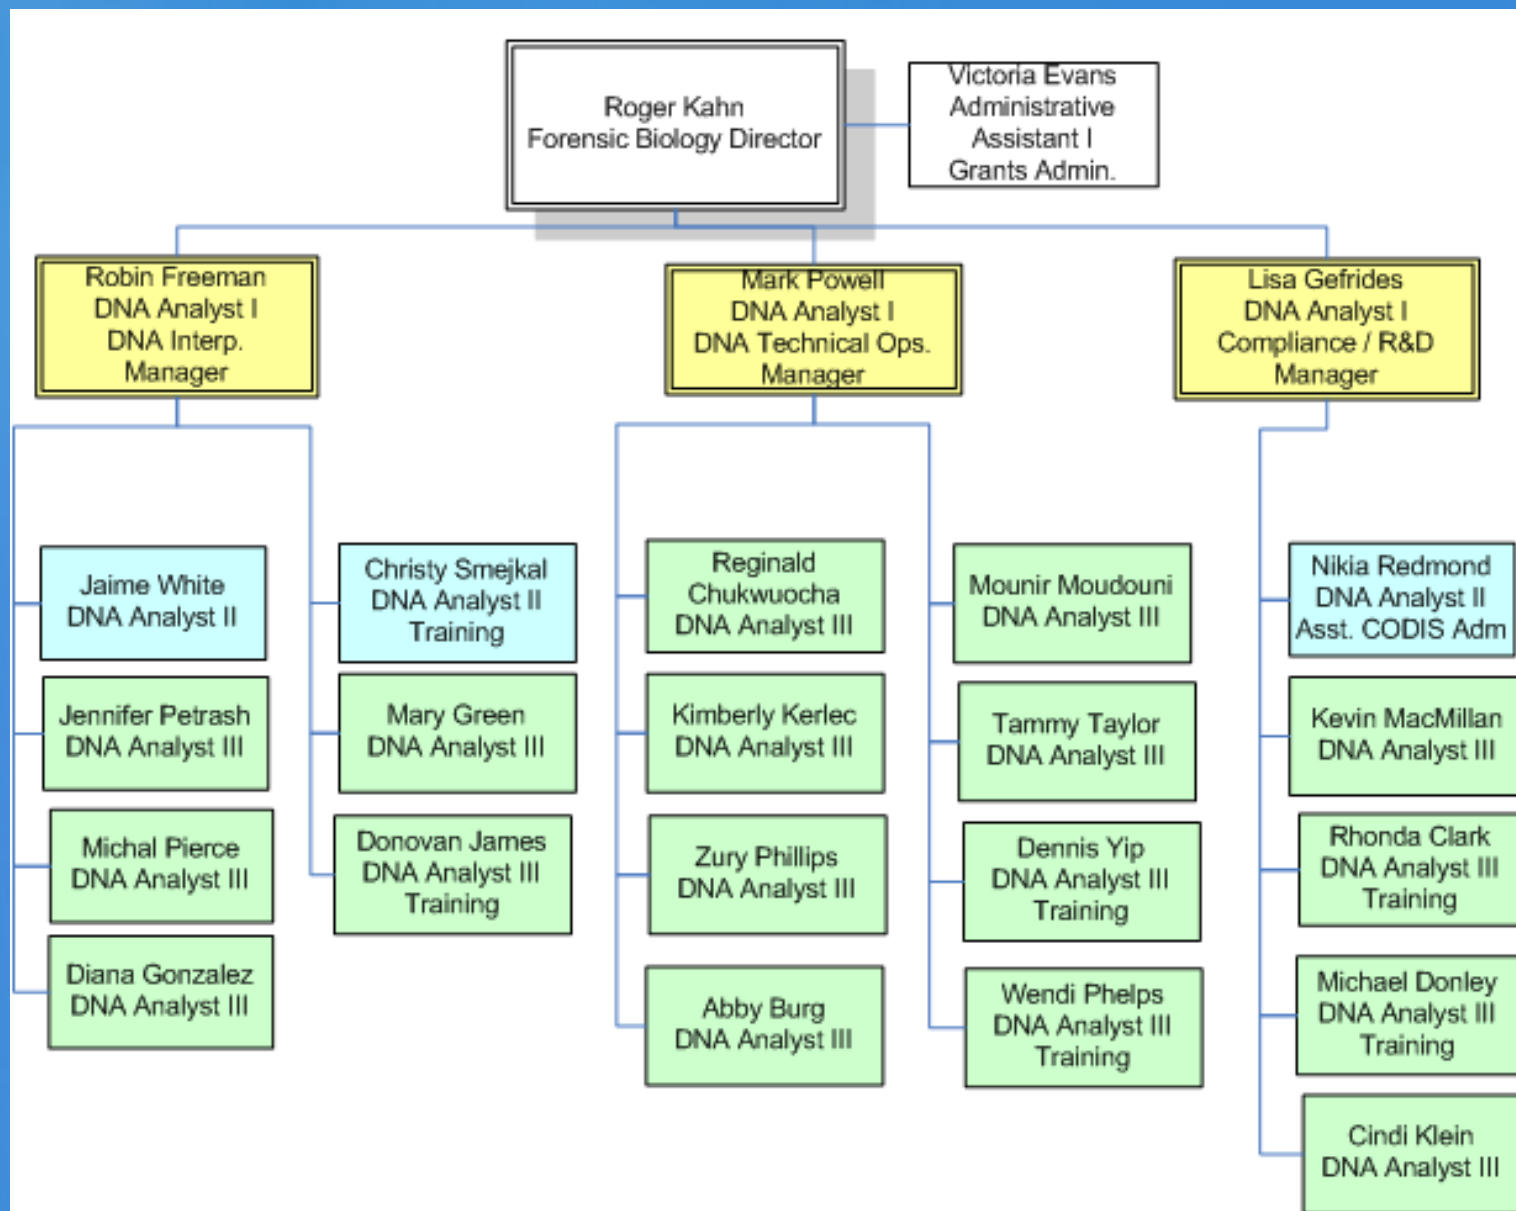 Roger Kahn
Forensic Biology Director
Victoria Evans
Administrative
Assistant I
Grants Admin.
Robin Freeman
DNA Analyst I
DNA Interp.
Manager
Mark Powell
DNA Analyst I
DNA Technical Ops.
Manager
Lisa Gefrides
DNA Analyst I
Compliance / R&D
Manager
Jaime White
DNA Analyst II
Jennifer Petrash
DNA Analyst III
Michal Pierce
DNA Analyst III
Diana Gonzalez
DNA Analyst III
Christy Smejkal
DNA Analyst II
Training
Mary Green
DNA Analyst III
Donovan James
DNA Analyst III
Training
Reginald
Chukwuocha
DNA Analyst III
Kimberly Kerlec
DNA Analyst III
Zury Phillips
DNA Analyst III
Abby Burg
DNA Analyst III
Mounir Moudouni
DNA Analyst III
Tammy Taylor
DNA Analyst III
Dennis Yip
DNA Analyst III
Training
Wendi Phelps
DNA Analyst III
Training
Nikia Redmond
DNA Analyst II
Asst. CODIS Adm
Kevin MacMillan
DNA Analyst III
Rhonda Clark
DNA Analyst III
Training
Michael Donley
DNA Analyst III
Training
Cindi Klein
DNA Analyst III